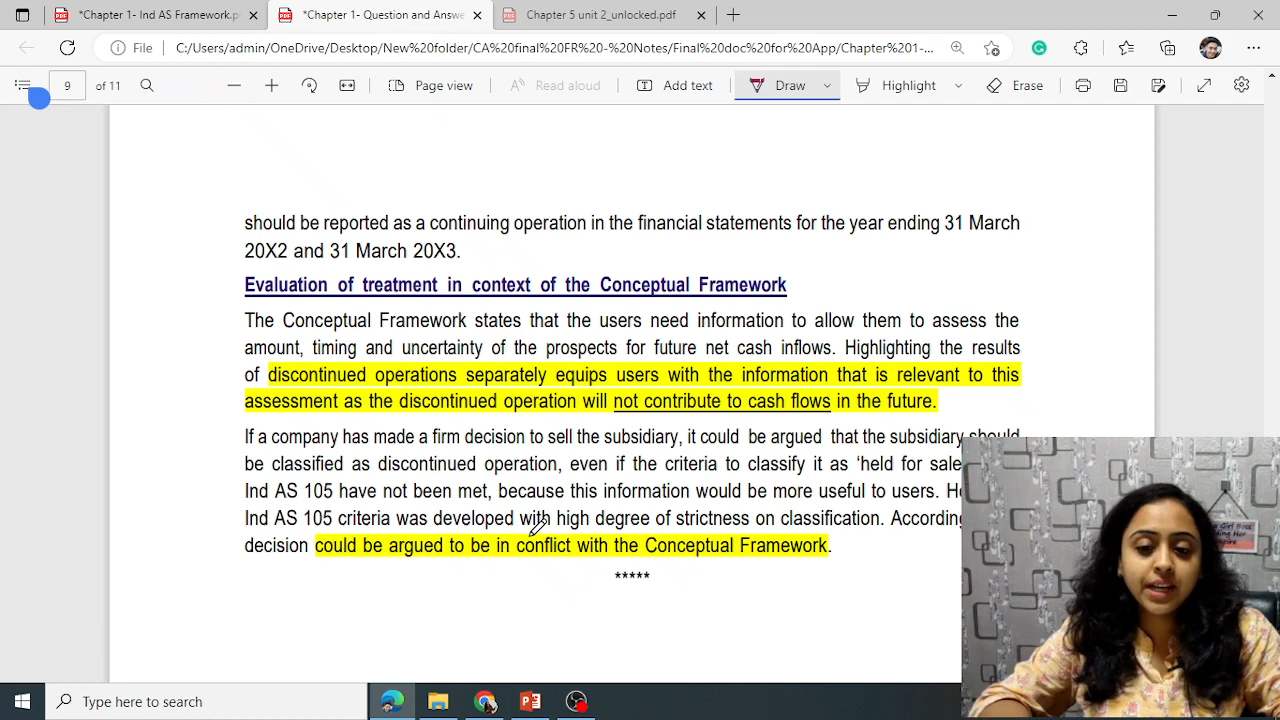 *Chapter 1- Ind AS Framework.p
*Chapter 1- Question and Answe
Chapter 5 unit 2_unlocked.pdf
File
C:/Users/admin/OneDrive/Desktop/New%20folder/CA%20Final%20FR%20-%20Notes/Final%20doc%20for%20App/Chapter%201-...
9 of 11
Page view
Read aloud
Add text
Draw
Highlight
Erase
should be reported as a continuing operation in the financial statements for the year ending 31 March
20X2 and 31 March 20X3.
Evaluation of treatment in context of the Conceptual Framework
The Conceptual Framework states that the users need information to allow them to assess the
amount, timing and uncertainty of the prospects for future net cash inflows. Highlighting the results
of discontinued operations separately equips users with the information that is relevant to this
assessment as the discontinued operation will not contribute to cash flows in the future.
If a company has made a firm decision to sell the subsidiary, it could be argued that the subsidiary should
be classified as discontinued operation, even if the criteria to classify it as ‘held for sale
Ind AS 105 have not been met, because this information would be more useful to users.
Ind AS 105 criteria was developed with high degree of strictness on classification.
decision could be argued to be in conflict with the Conceptual Framework.
*****
Girl Boss
Her
Empire
Type here to search